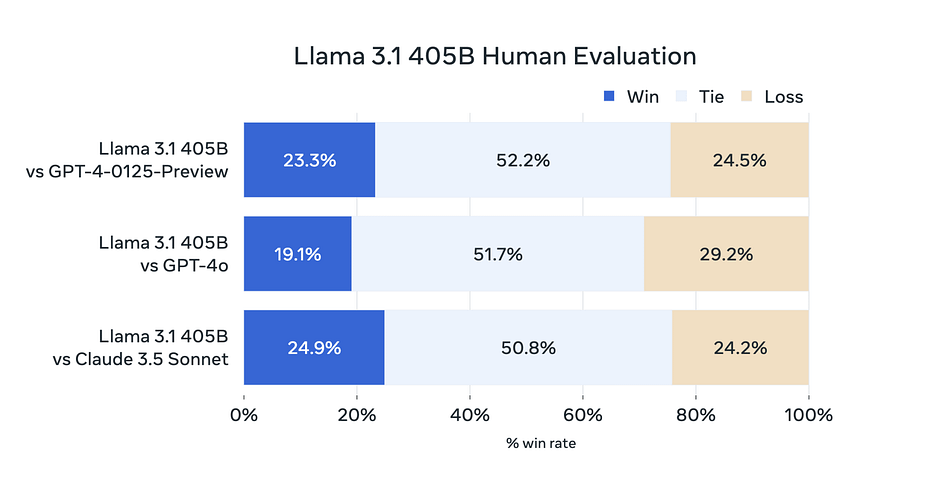 Llama 3.1 405B Human Evaluation
Win Tie Loss
Llama 3.1 405B
vs GPT-4-0125-Preview
23.3% 52.2% 24.5%
Llama 3.1 405B
vs GPT-4o
19.1% 51.7% 29.2%
Llama 3.1 405B
vs Claude 3.5 Sonnet
24.9% 50.8% 24.2%
0% 20% 40% 60% 80% 100%
% win rate